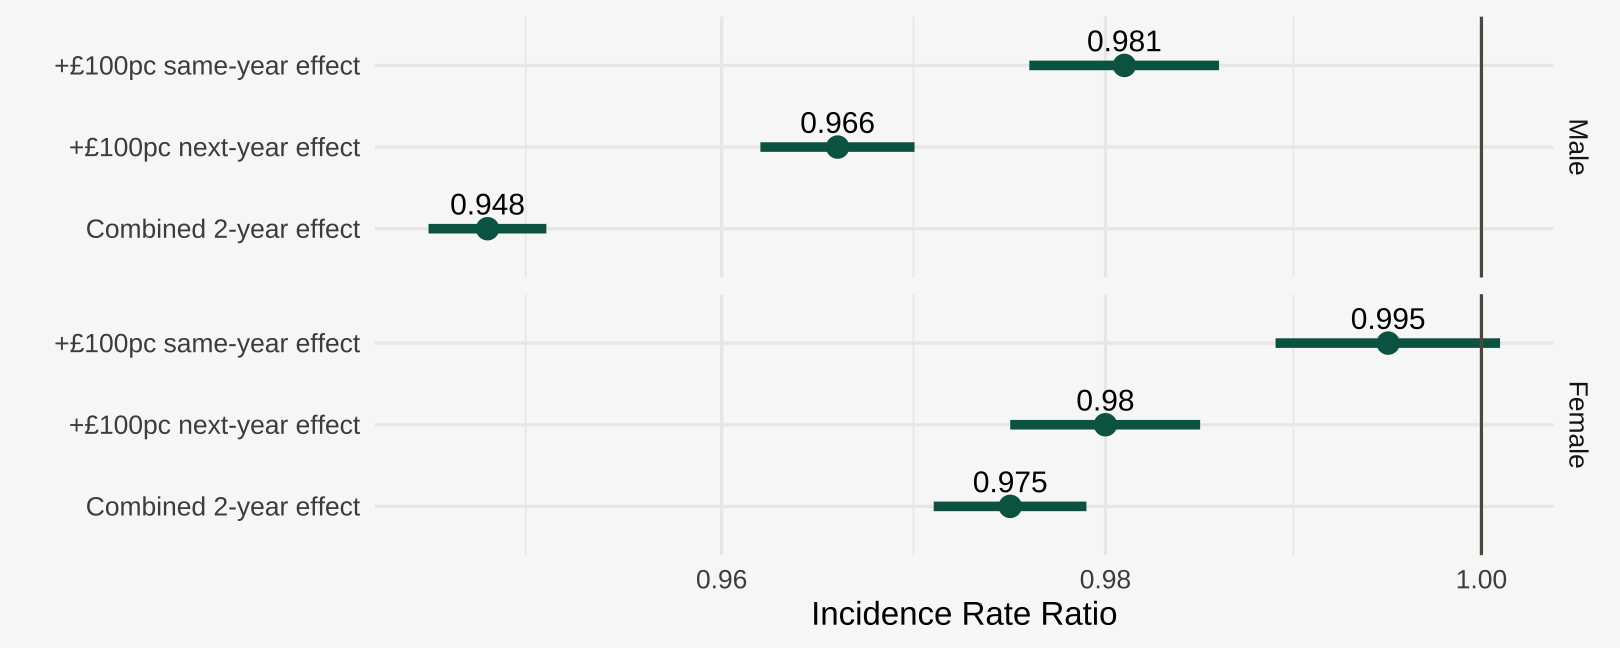 0.981
+£100pc same-year effect
0.966
+£100pc next-year effect
Male
0.948
Combined 2-year effect
0.995
+£100pc same-year effect
0.98
+£100pc next-year effect
Female
0.975
Combined 2-year effect
0.96 0.98 1.00
Incidence Rate Ratio